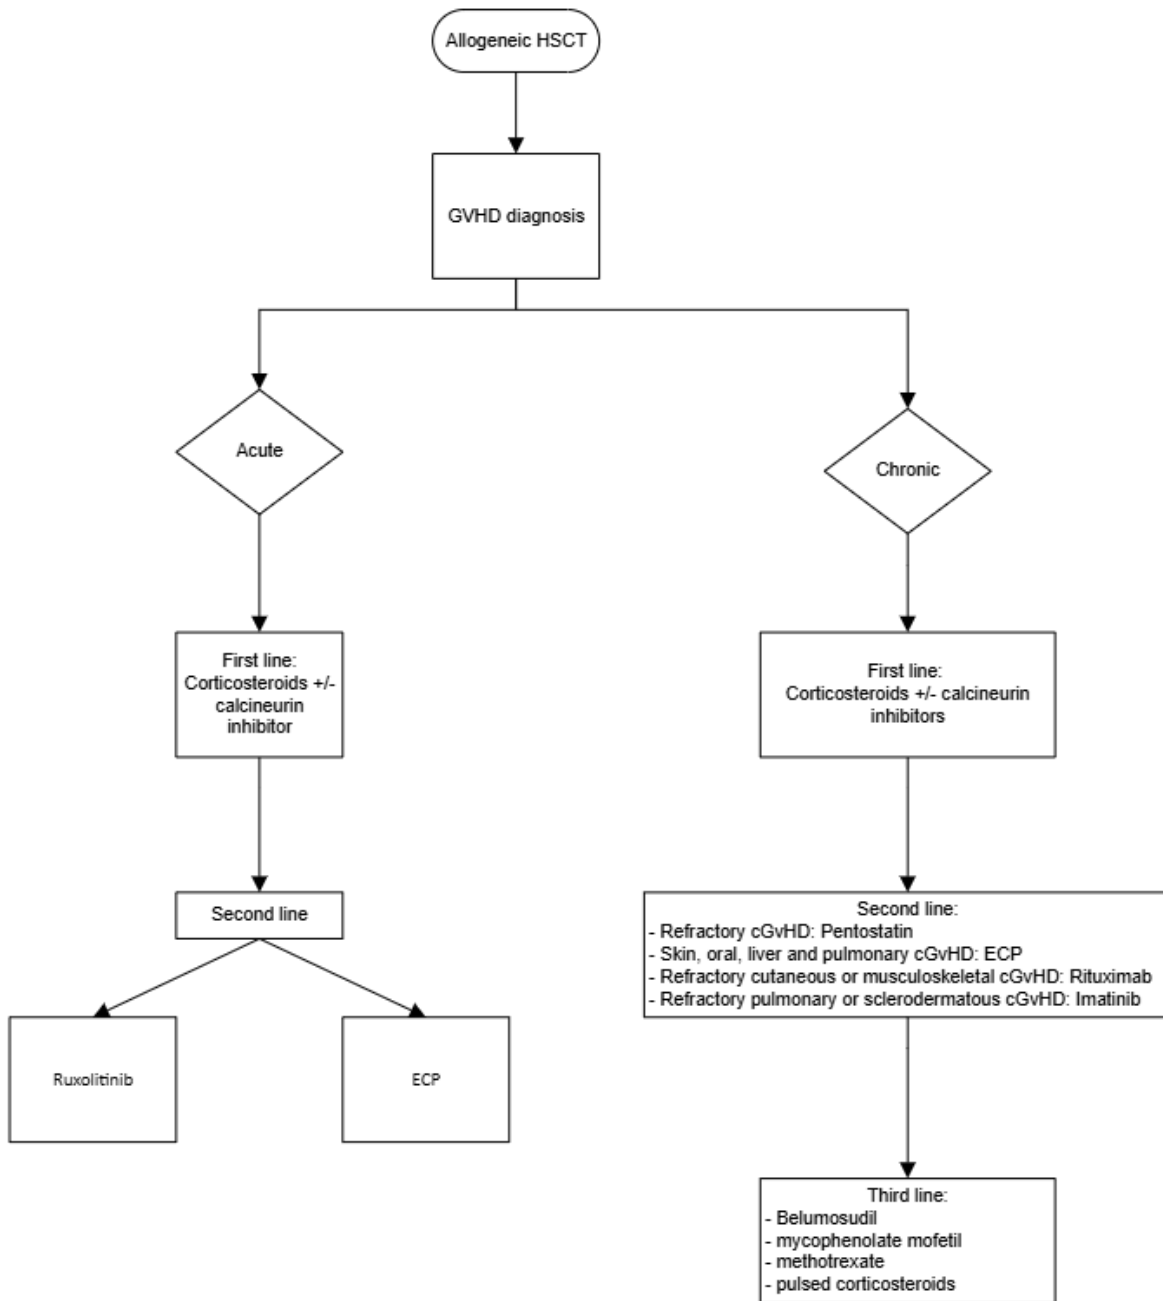 Allogeneic HSCT
GVHD diagnosis
Acute
Chronic
First line:
Corticosteroids +/-
calcineurin
inhibitor
First line:
Corticosteroids +/- calcineurin
inhibitors
Second line
Second line:
- Refractory cGvHD: Pentostatin
- Skin, oral, liver and pulmonary cGvHD: ECP
- Refractory cutaneous or musculoskeletal cGvHD: Rituximab
- Refractory pulmonary or sclerodermatous cGvHD: Imatinib
Ruxolitinib
ECP
Third line:
- Belumosudil
- mycophenolate mofetil
- methotrexate
- pulsed corticosteroids